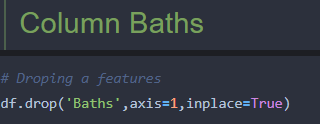 Column Baths
# Droping a features
df.drop('Baths',axis=1,inplace=True)